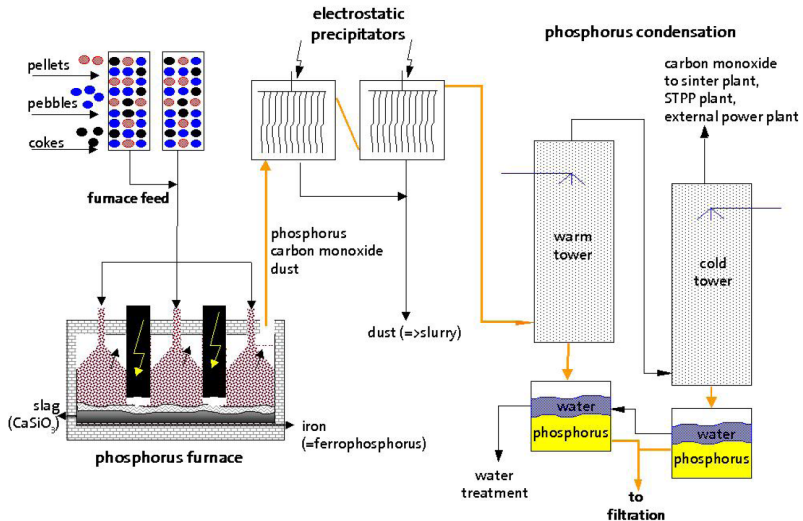 electrostatic
precipitators
phosphorus condensation
pellets
pebbles
cokes
furnace feed
carbon monoxide
to sinter plant,
STPP plant,
external power plant
phosphorus
carbon monoxide
dust
warm
tower
cold
tower
dust (=>slurry)
slag
(CaSiO3)
iron
(=ferrophosphorus)
phosphorus furnace
water
phosphorus
water
phosphorus
water
treatment
to
filtration